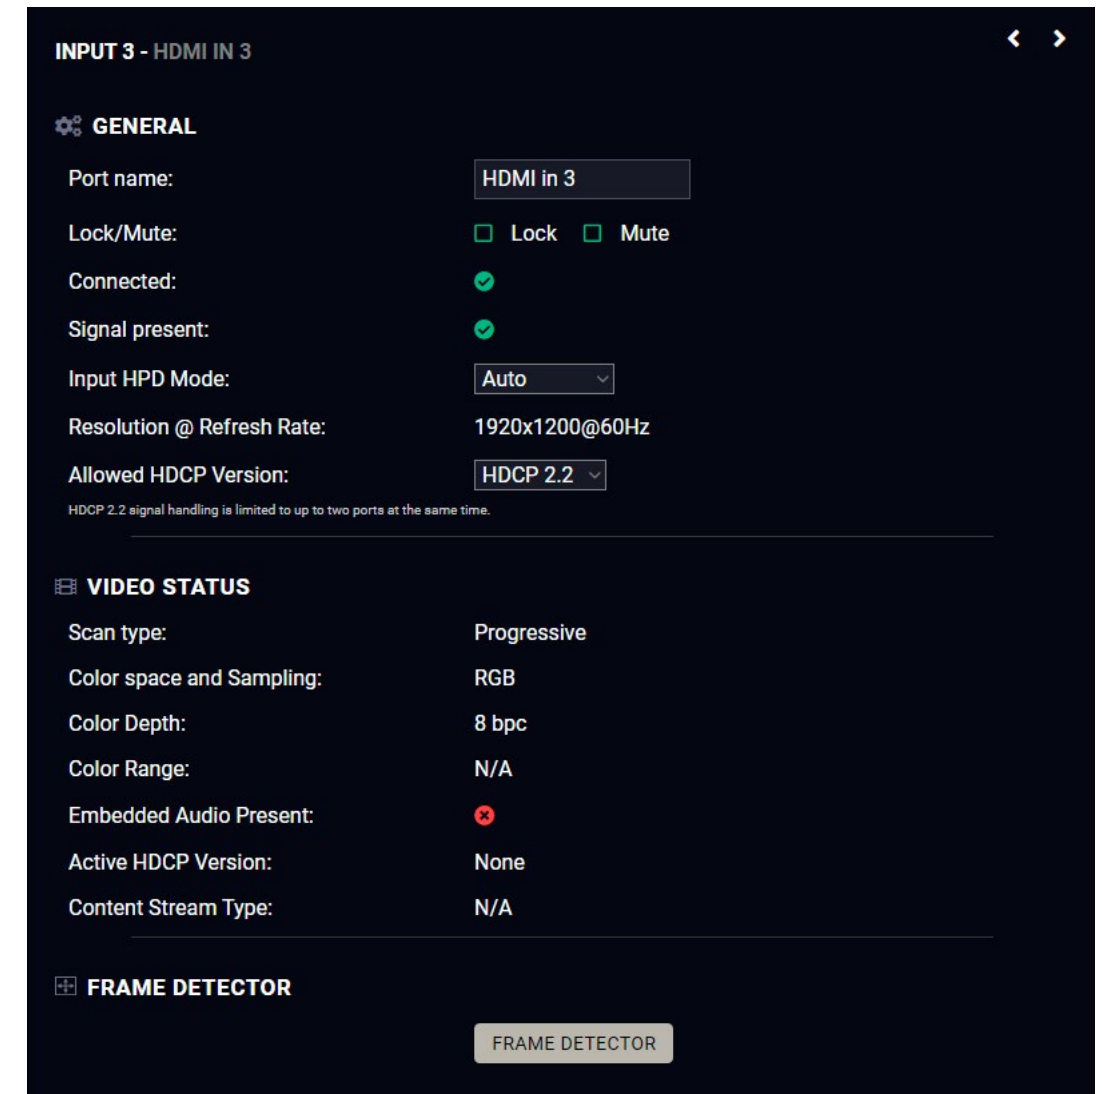 INPUT 3 - HDMI IN 3
GENERAL
Port name: HDMI in 3
Lock/Mute: Lock Mute
Connected:
Signal present:
Input HPD Mode: Auto
Resolution @ Refresh Rate: 1920x1200@60Hz
Allowed HDCP Version: HDCP 2.2
HDCP 2.2 signal handling is limited to up to two ports at the same time.
VIDEO STATUS
Scan type: Progressive
Color space and Sampling: RGB
Color Depth: 8 bpc
Color Range: N/A
Embedded Audio Present:
Active HDCP Version: None
Content Stream Type: N/A
FRAME DETECTOR
FRAME DETECTOR